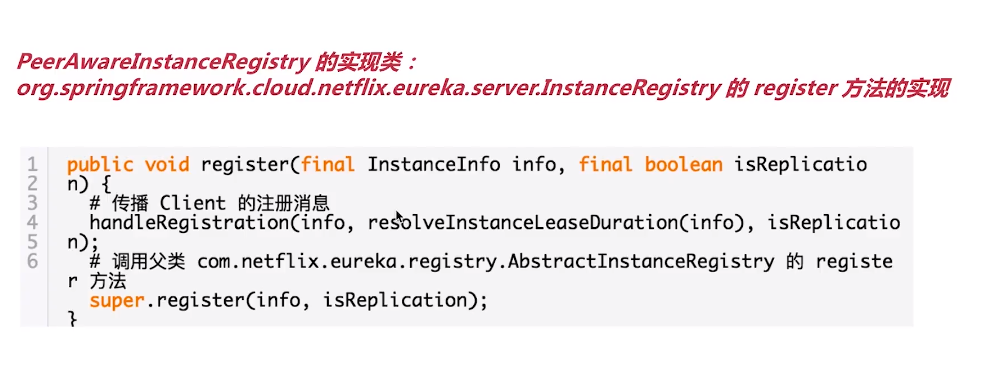 PeerAwareInstanceRegistry 的实现类：
org.springframework.cloud.netflix.eureka.server.InstanceRegistry 的 register 方法的实现
1 public void register(final InstanceInfo info, final boolean isReplicatio
2 n) {
3 # 传播 Client 的注册消息
4 handleRegistration(info, resolveInstanceLeaseDuration(info), isReplicatio
5 n);
6 # 调用父类 com.netflix.eureka.registry.AbstractInstanceRegistry 的 registe
r 方法
super.register(info, isReplication);
}